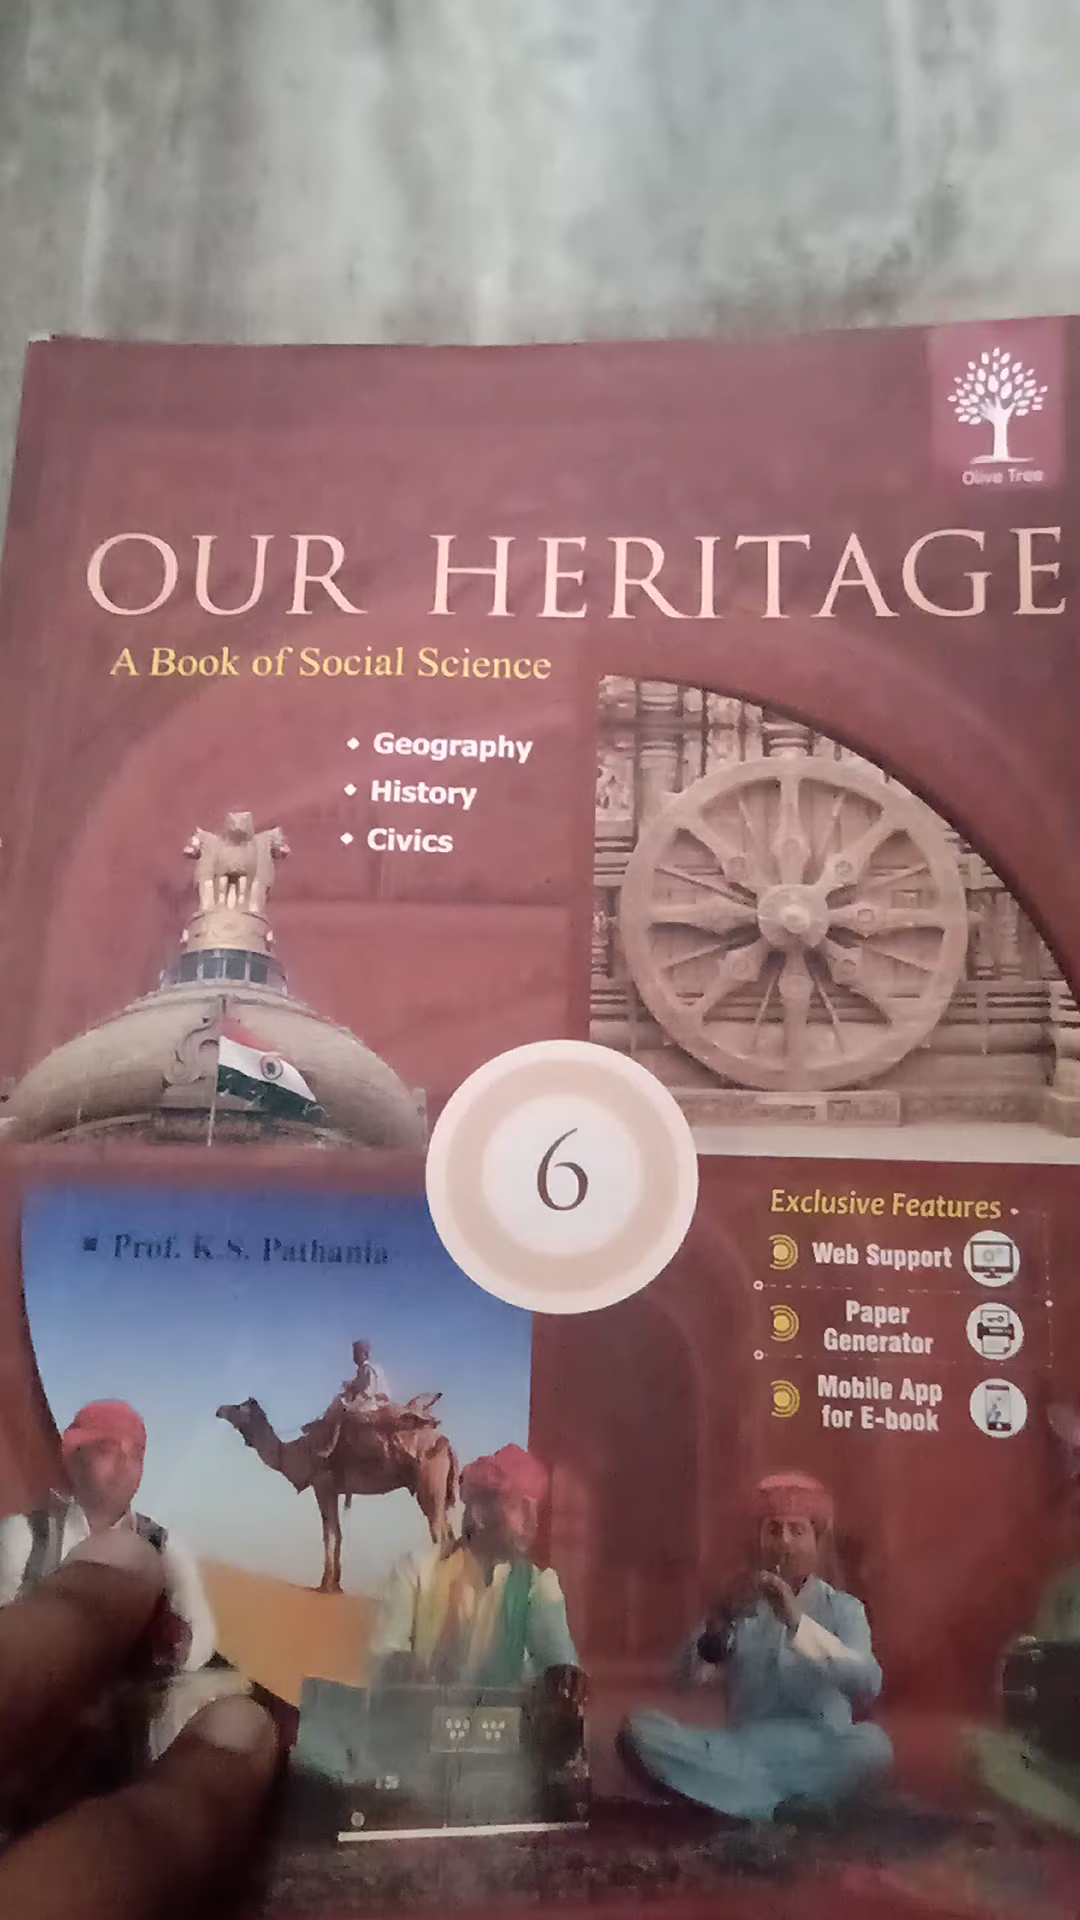 Olive Tree
OUR HERITAGE
A Book of Social Science
Geography
History
Civics
6
Prof. K.S. Pathania
Exclusive Features
Web Support
Paper
Generator
Mobile App
for E-book